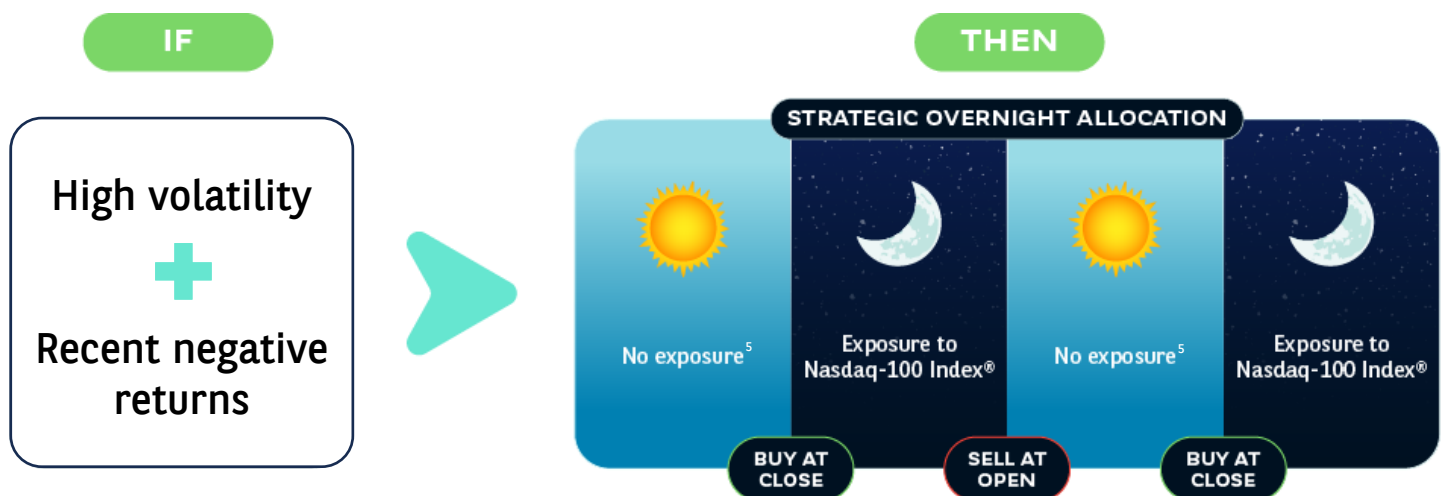 IF
High volatility
+
Recent negative
returns
THEN
STRATEGIC OVERNIGHT ALLOCATION
No exposure⁵
Exposure to
Nasdaq-100 Index®
No exposure⁵
Exposure to
Nasdaq-100 Index®
BUY AT
CLOSE
SELL AT
OPEN
BUY AT
CLOSE